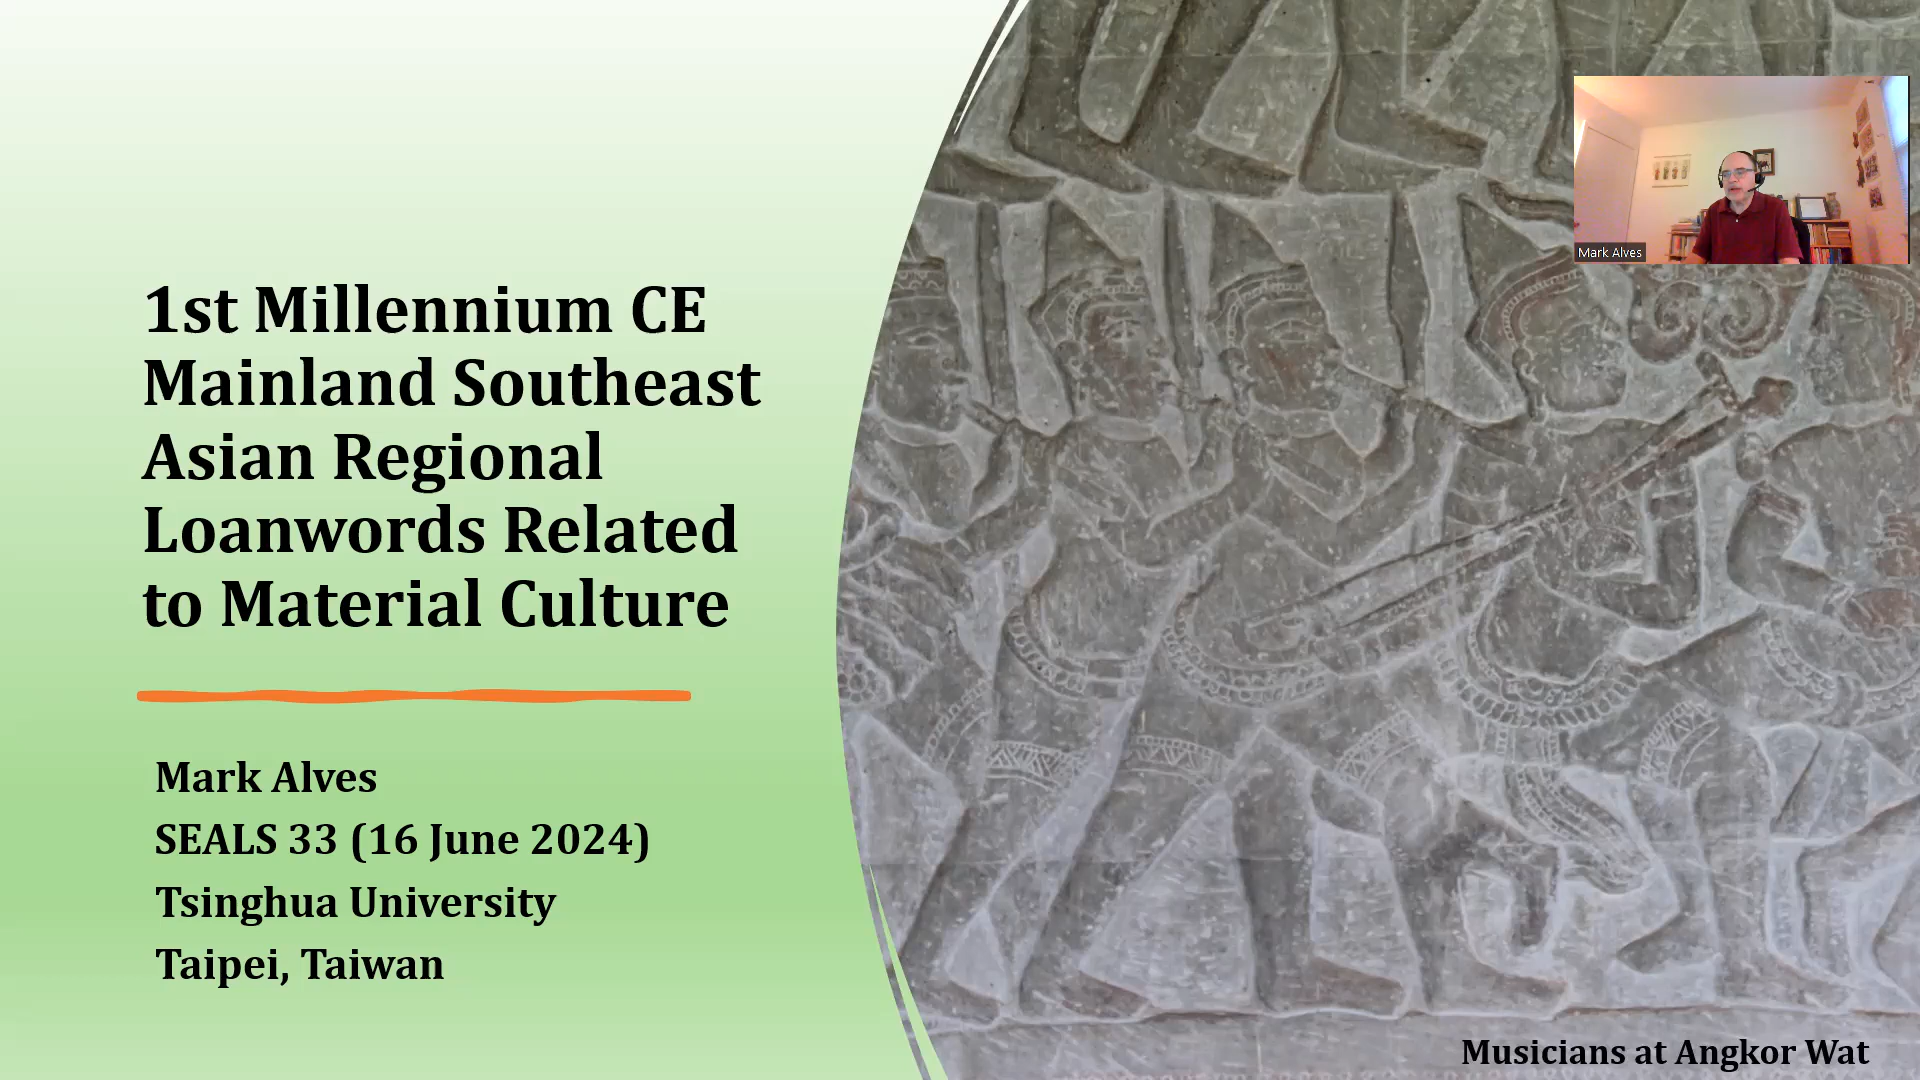 1st Millennium CE
Mainland Southeast
Asian Regional
Loanwords Related
to Material Culture
Mark Alves
SEALS 33 (16 June 2024)
Tsinghua University
Taipei, Taiwan
Mark Alves
Musicians at Angkor Wat